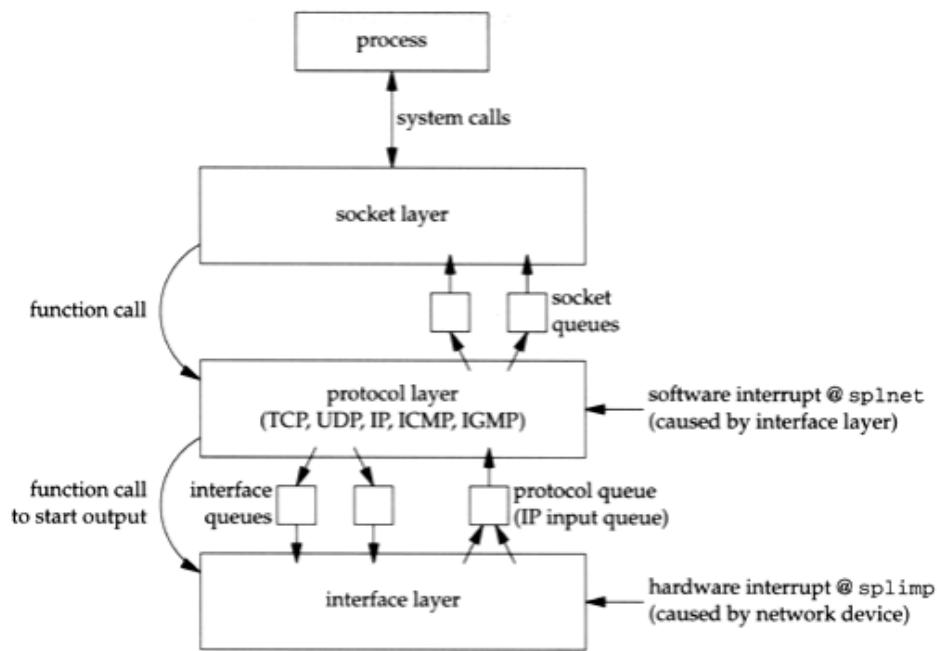 process
system calls
socket layer
function call
socket
queues
protocol layer
(TCP, UDP, IP, ICMP, IGMP)
software interrupt @ splnet
(caused by interface layer)
function call
to start output
interface
queues
protocol queue
(IP input queue)
interface layer
hardware interrupt @ splimp
(caused by network device)